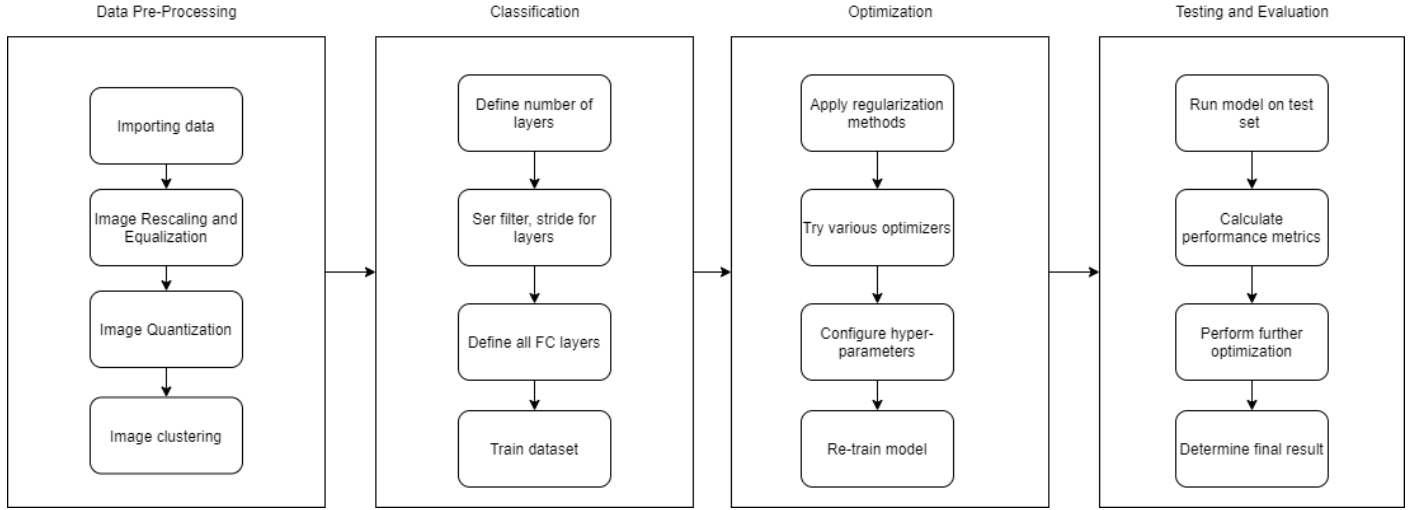 Data Pre-Processing
Importing data
Image Rescaling and
Equalization
Image Quantization
Image clustering
Classification
Define number of
layers
Ser filter, stride for
layers
Define all FC layers
Train dataset
Optimization
Apply regularization
methods
Try various optimizers
Configure hyper-
parameters
Re-train model
Testing and Evaluation
Run model on test
set
Calculate
performance metrics
Perform further
optimization
Determine final result